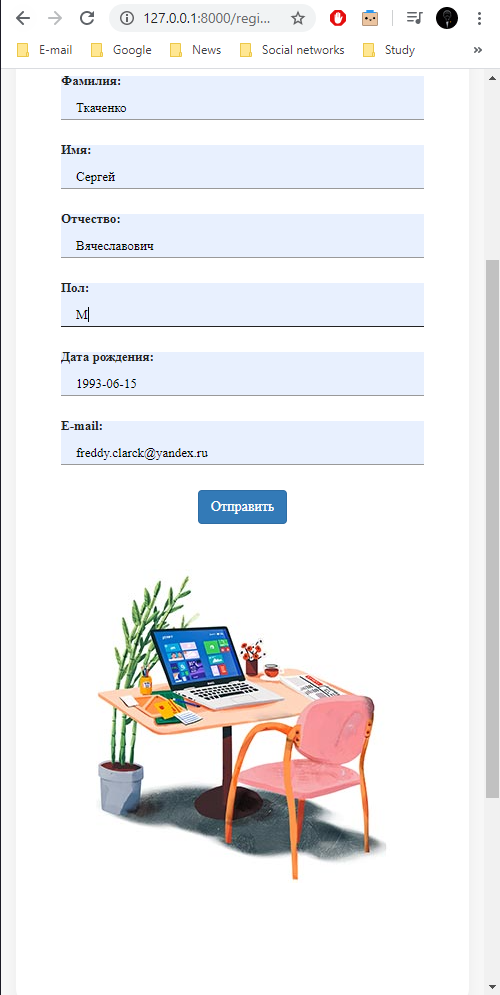 127.0.0.1:8000/regi...
E-mail
Google
News
Social networks
Study
»
Фамилия:
Ткаченко
Имя:
Сергей
Отчество:
Вячеславович
Пол:
М
Дата рождения:
1993-06-15
E-mail:
freddy.clarck@yandex.ru
Отправить